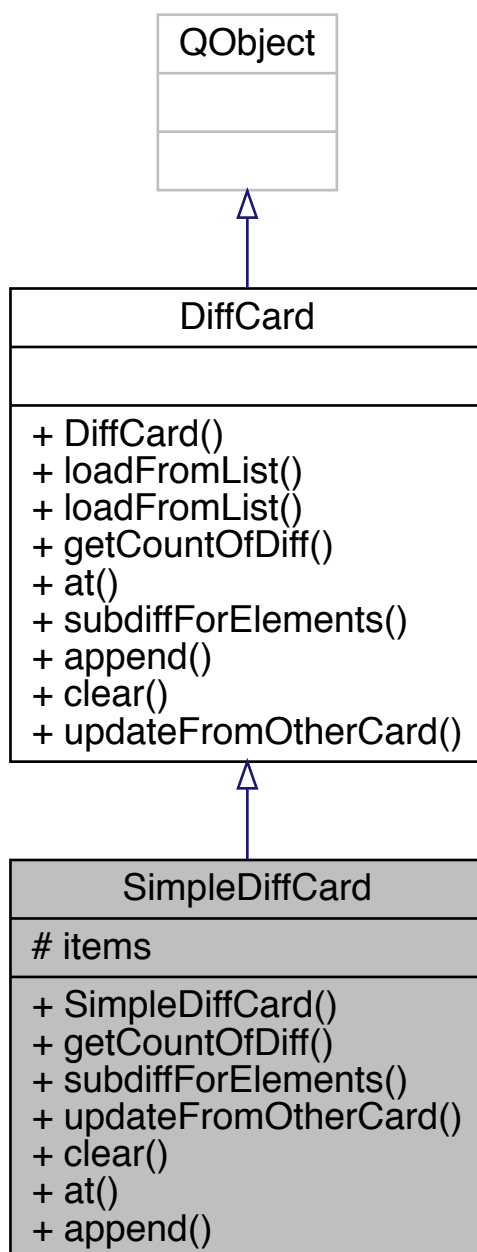 QObject
DiffCard
+ DiffCard()
+ loadFromList()
+ loadFromList()
+ getCountOfDiff()
+ at()
+ subdiffForElements()
+ append()
+ clear()
+ updateFromOtherCard()
SimpleDiffCard
# items
+ SimpleDiffCard()
+ getCountOfDiff()
+ subdiffForElements()
+ updateFromOtherCard()
+ clear()
+ at()
+ append()